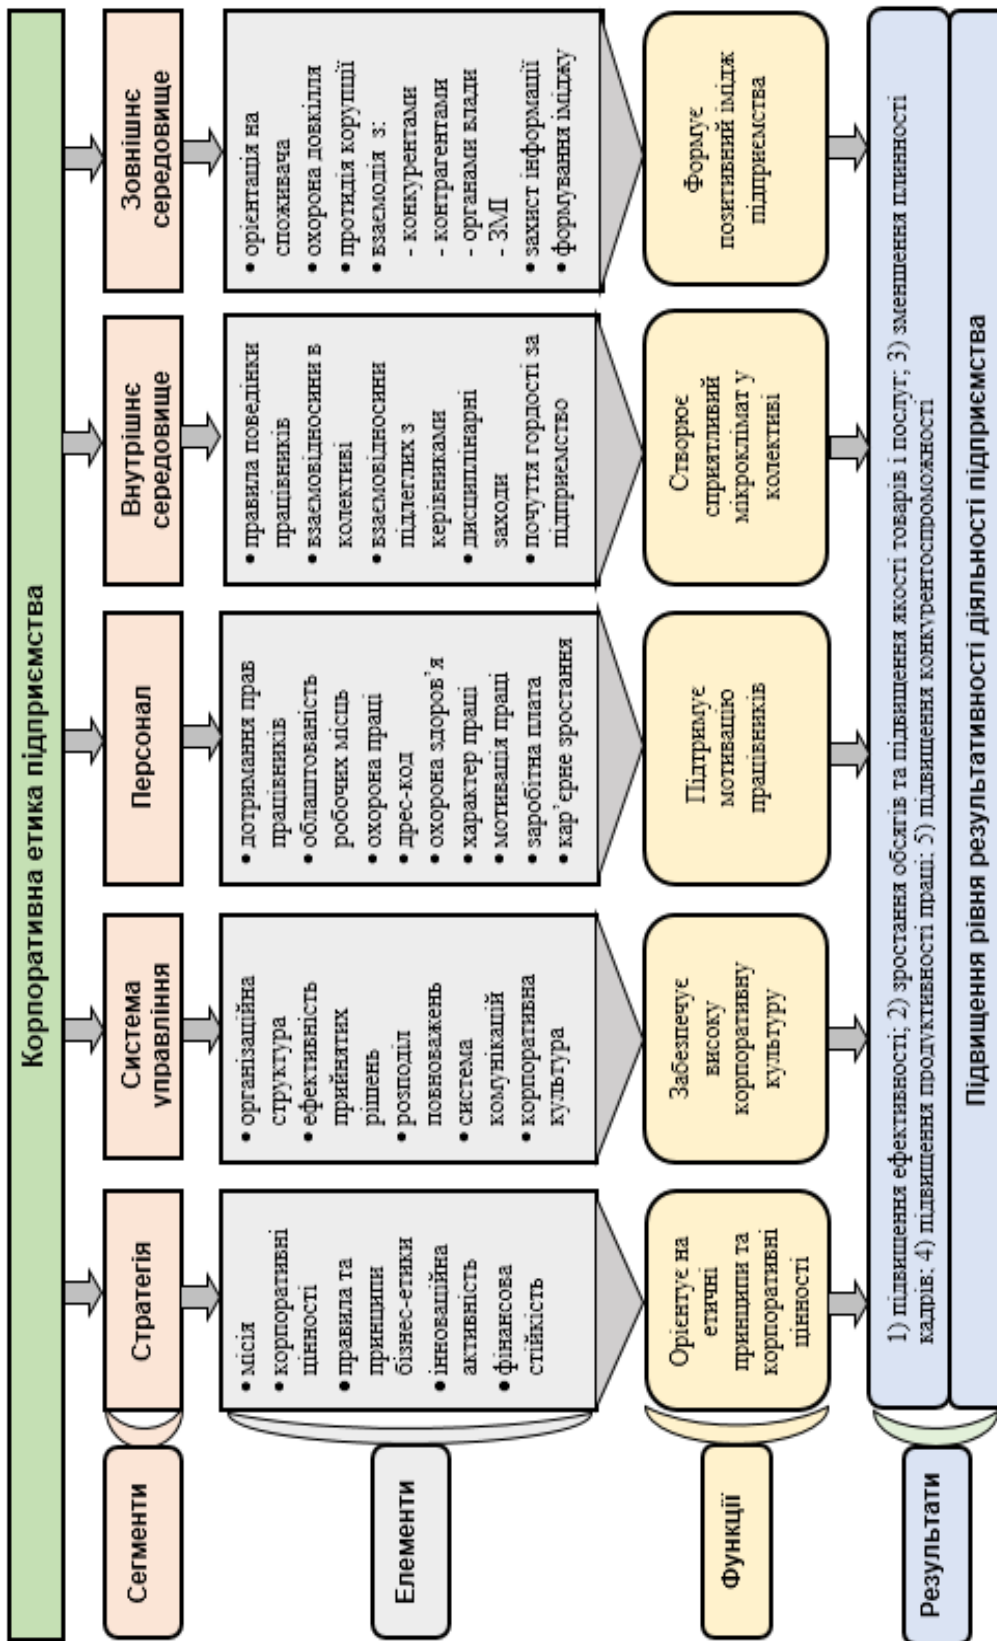 Корпоративна етика підприємства
Сегменти
Стратегія
Система
управління
Персонал
Внутрішнє
середовище
Зовнішнє
середовище
Елементи
• місія
• корпоративні
цінності
• правила та
принципи
бізнес-етики
• інноваційна
активність
• фінансова
стійкість
• організаційна
структура
• ефективність
прийнятих
рішень
• розподіл
повноважень
• система
комунікацій
• корпоративна
культура
• дотримання прав
працівників
• облаштованість
робочих місць
• охорона праці
• дрес-код
• охорона здоров’я
• характер праці
• мотивація праці
• заробітна плата
• кар’єрне зростання
• правила поведінки
працівників
• взаємовідносини в
колективі
• взаємовідносини
підлеглих з
керівниками
• дисциплінарні
заходи
• почуття гордості за
підприємство
• орієнтація на
споживача
• охорона довкілля
• протидія корупції
• взаємодія з:
- конкурентами
- контрагентами
- органами влади
- ЗМІ
• захист інформації
• формування іміджу
Функції
Орієнтує на
етичні
принципи та
корпоративні
цінності
Забезпечує
високу
корпоративну
культуру
Підтримує
мотивацію
працівників
Створює
сприятливий
мікроклімат у
колективі
Формує
позитивний імідж
підприємства
Результати
1) підвищення ефективності; 2) зростання обсягів та підвищення якості товарів і послуг; 3) зменшення плинності
кадрів; 4) підвищення продуктивності праці; 5) підвищення конкурентоспроможності
Підвищення рівня результативності діяльності підприємства